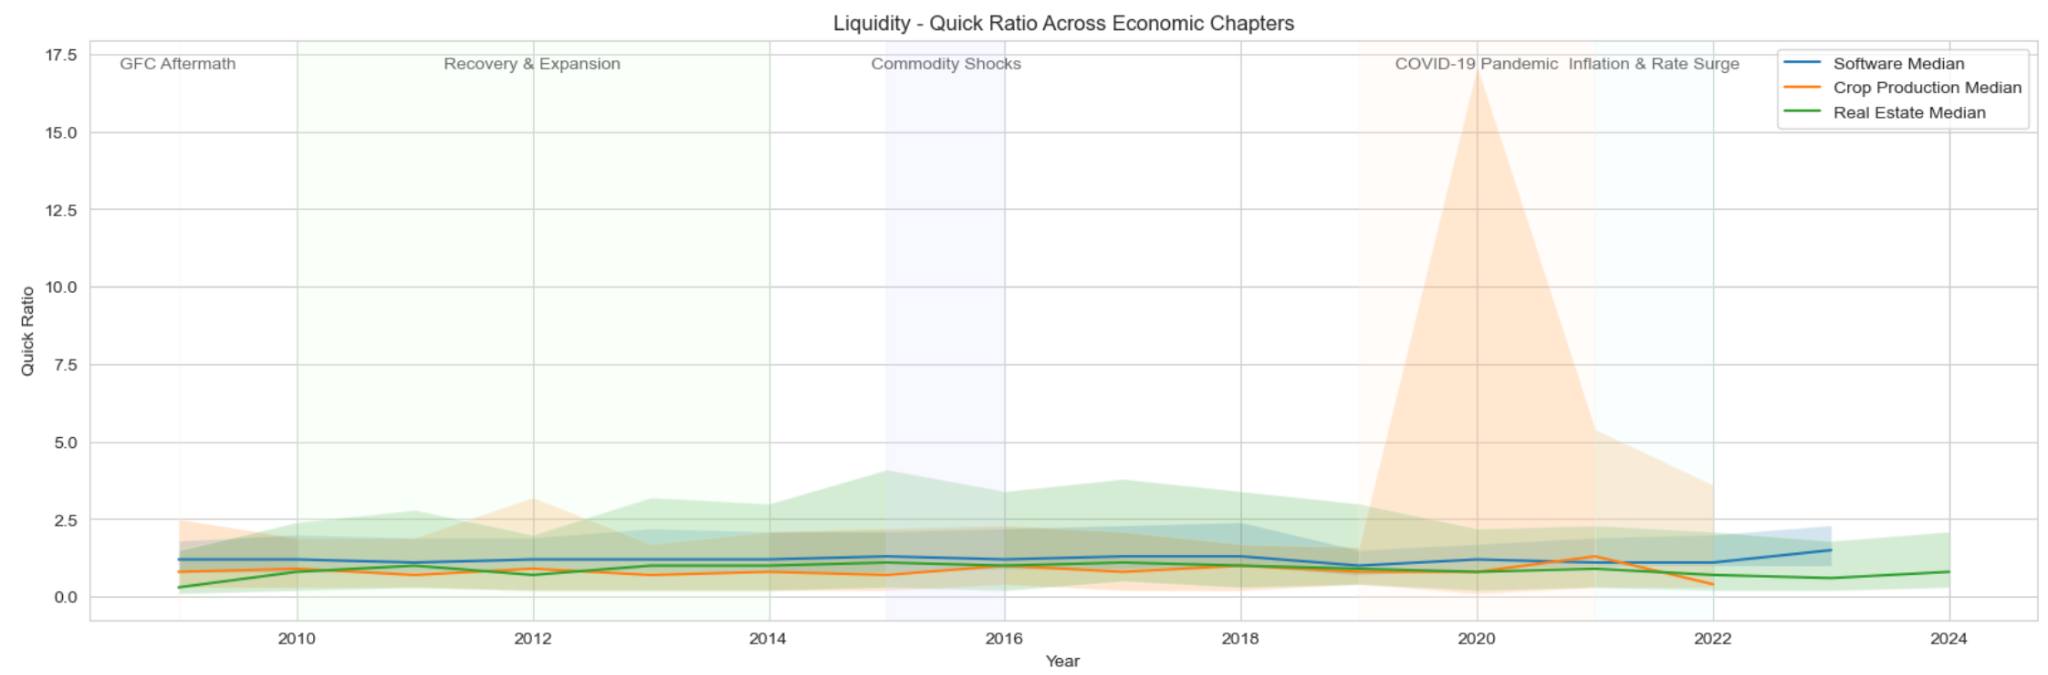 Liquidity - Quick Ratio Across Economic Chapters
GFC Aftermath
Recovery & Expansion
Commodity Shocks
COVID-19 Pandemic
Inflation & Rate Surge
Software Median
Crop Production Median
Real Estate Median
17.5
15.0
12.5
10.0
7.5
5.0
2.5
0.0
Quick Ratio
2010
2012
2014
2016
2018
2020
2022
2024
Year